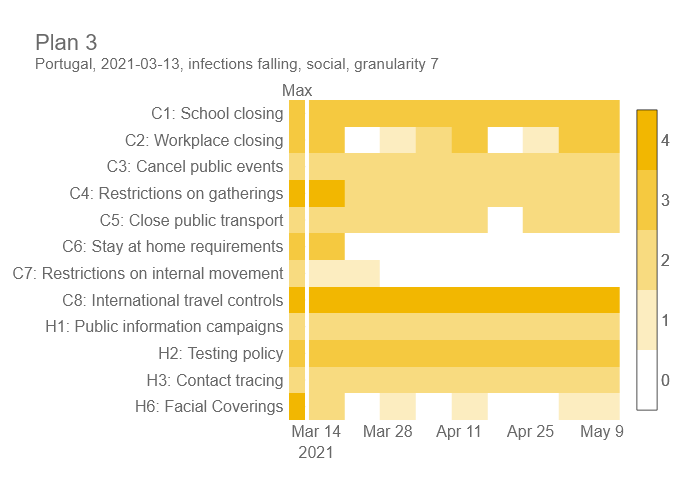 Plan 3
Portugal, 2021-03-13, infections falling, social, granularity 7
Max
C1: School closing
C2: Workplace closing
C3: Cancel public events
C4: Restrictions on gatherings
C5: Close public transport
C6: Stay at home requirements
C7: Restrictions on internal movement
C8: International travel controls
H1: Public information campaigns
H2: Testing policy
H3: Contact tracing
H6: Facial Coverings
Mar 14 Mar 28 Apr 11 Apr 25 May 9
2021
4
3
2
1
0